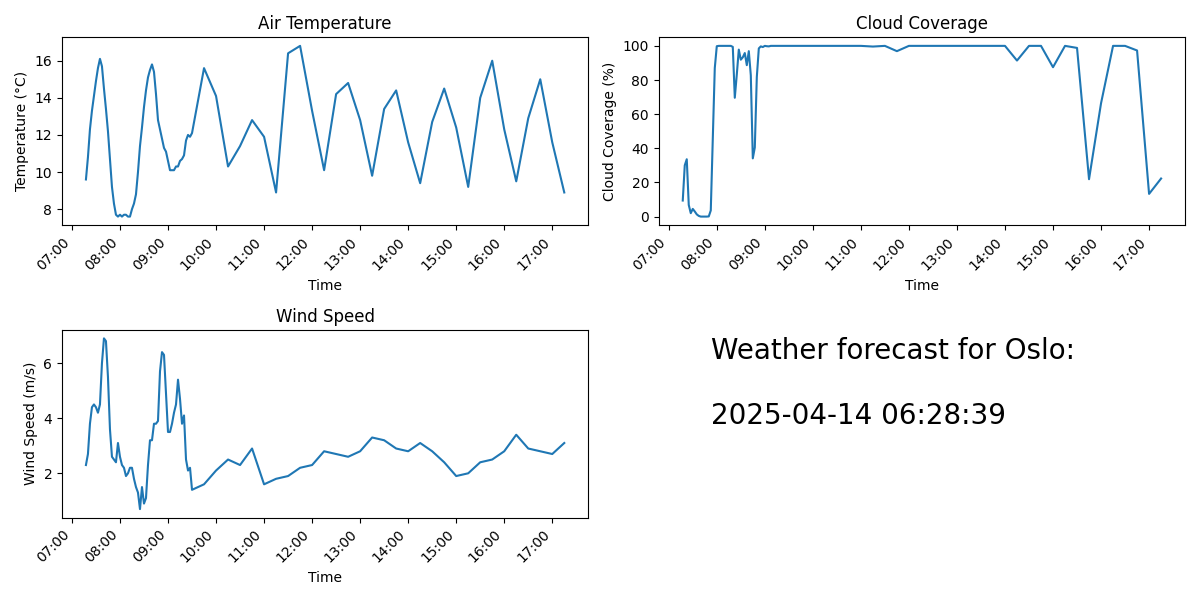 Air Temperature
Temperature (°C)
16
14
12
10
8
07:00 08:00 09:00 10:00 11:00 12:00 13:00 14:00 15:00 16:00 17:00
Time
Cloud Coverage
Cloud Coverage (%)
100
80
60
40
20
0
07:00 08:00 09:00 10:00 11:00 12:00 13:00 14:00 15:00 16:00 17:00
Time
Wind Speed
Wind Speed (m/s)
6
4
2
07:00 08:00 09:00 10:00 11:00 12:00 13:00 14:00 15:00 16:00 17:00
Time
Weather forecast for Oslo:
2025-04-14 06:28:39